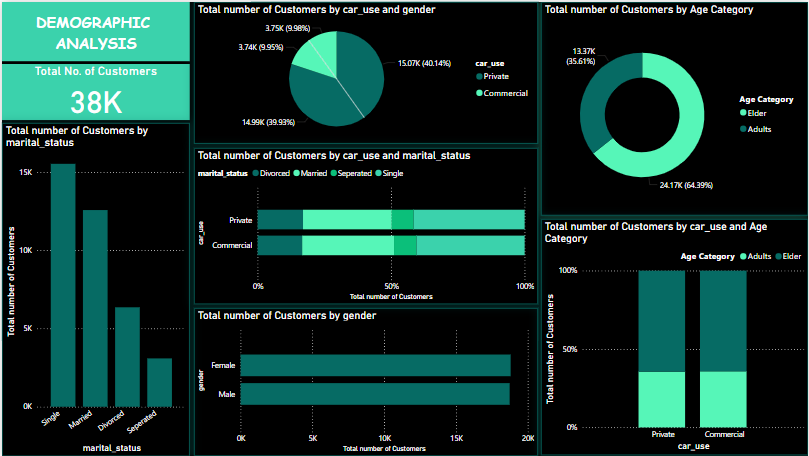 DEMOGRAPHIC
ANALYSIS
Total No. of Customers
38K
Total number of Customers by
marital_status
Total number of Customers
15K
10K
5K
0K
Single
Married
Divorced
Seperated
marital_status
Total number of Customers by car_use and gender
3.75K (9.98%)
3.74K (9.95%)
15.07K (40.14%)
14.99K (39.93%)
car_use
Private
Commercial
Total number of Customers by car_use and marital_status
marital_status Divorced Married Seperated Single
car_use
Private
Commercial
0% 50% 100%
Total number of Customers
Total number of Customers by gender
gender
Female
Male
0K 5K 10K 15K 20K
Total number of Customers
Total number of Customers by Age Category
13.37K
(35.61%)
24.17K (64.39%)
Age Category
Elder
Adults
Total number of Customers by car_use and Age
Category
Age Category Adults Elder
Total number of Customers
100%
50%
0%
Private Commercial
car_use